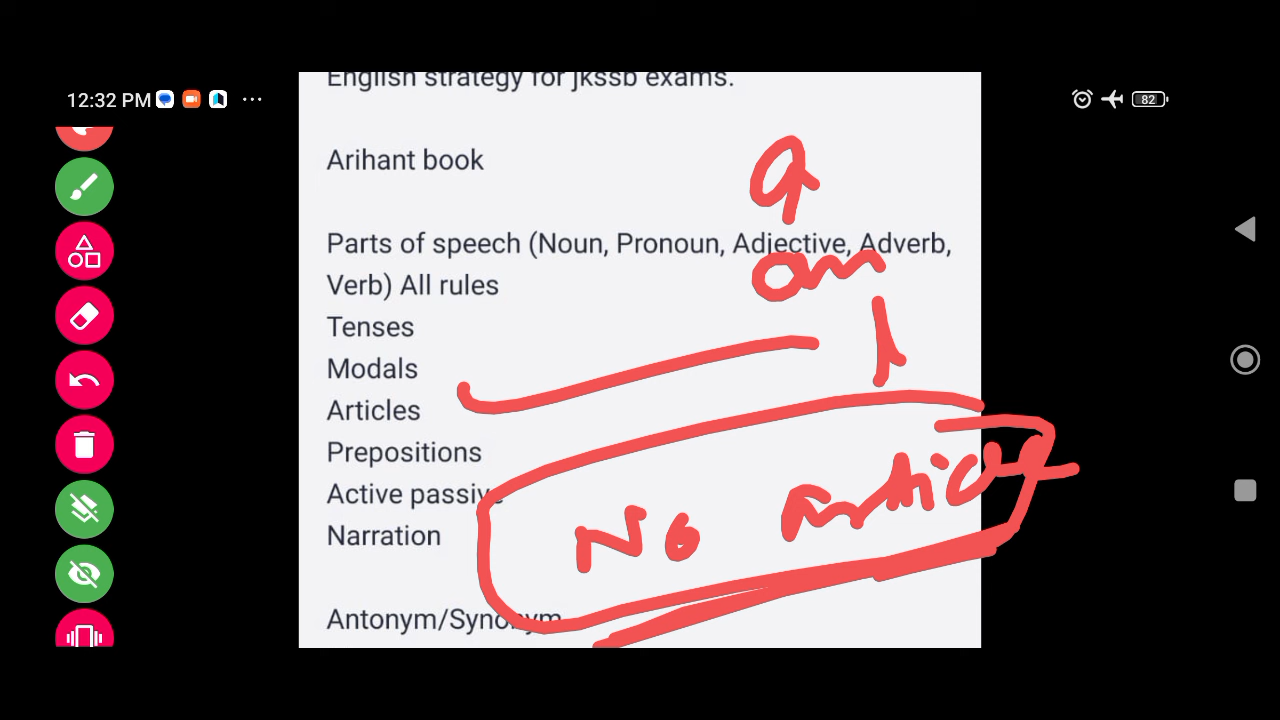 12:32 PM
82
English strategy for jkssb exams.
Arihant book
a
Parts of speech (Noun, Pronoun, Adjective, Adverb,
an
Verb) All rules
Tenses
Modals
Articles
Prepositions
Active passive
No article
Narration
Antonym/Synonym